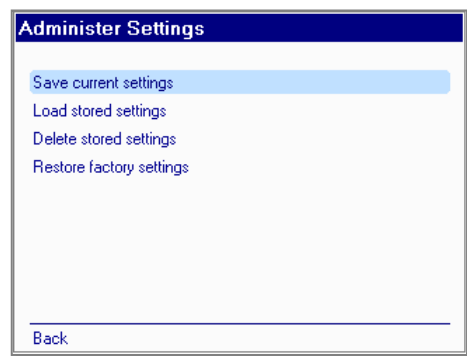 Administer Settings
Save current settings
Load stored settings
Delete stored settings
Restore factory settings
Back